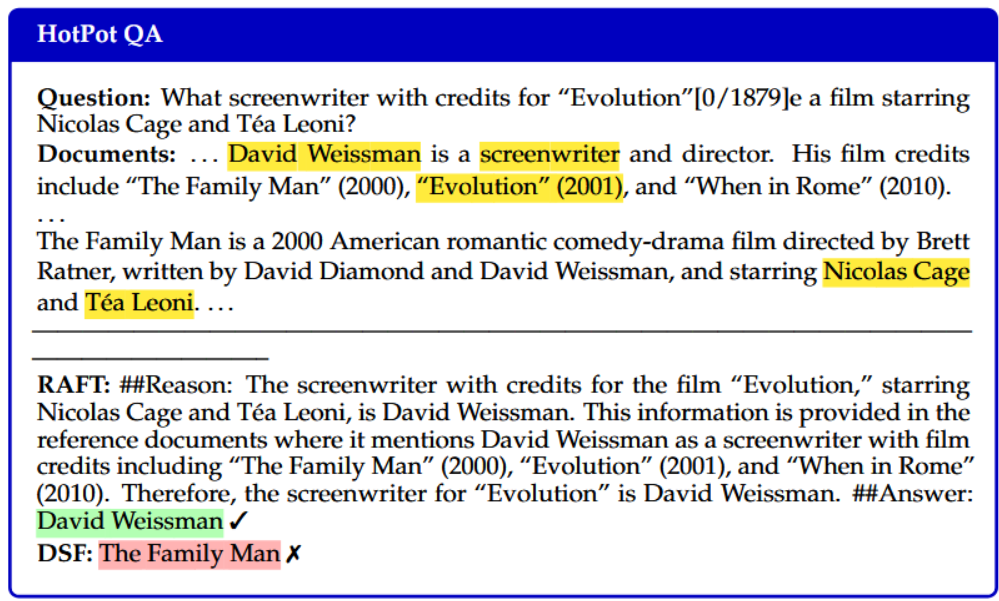 HotPot QA
Question: What screenwriter with credits for “Evolution”[0/1879]e a film starring
Nicolas Cage and Téa Leoni?
Documents: ... David Weissman is a screenwriter and director. His film credits
include “The Family Man” (2000), “Evolution” (2001), and “When in Rome” (2010).
...
The Family Man is a 2000 American romantic comedy-drama film directed by Brett
Ratner, written by David Diamond and David Weissman, and starring Nicolas Cage
and Téa Leoni. ...
RAFT: ##Reason: The screenwriter with credits for the film “Evolution,” starring
Nicolas Cage and Téa Leoni, is David Weissman. This information is provided in the
reference documents where it mentions David Weissman as a screenwriter with film
credits including “The Family Man” (2000), “Evolution” (2001), and “When in Rome”
(2010). Therefore, the screenwriter for “Evolution” is David Weissman. ##Answer:
David Weissman ✓
DSF: The Family Man ✗